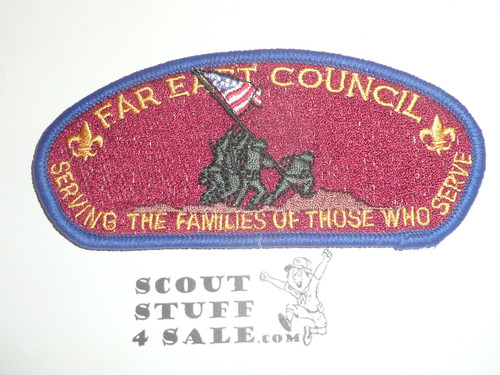 FAR EAST COUNCIL
SERVING THE FAMILIES OF THOSE WHO SERVE
SCOUT
STUFF
4 SALE.COM